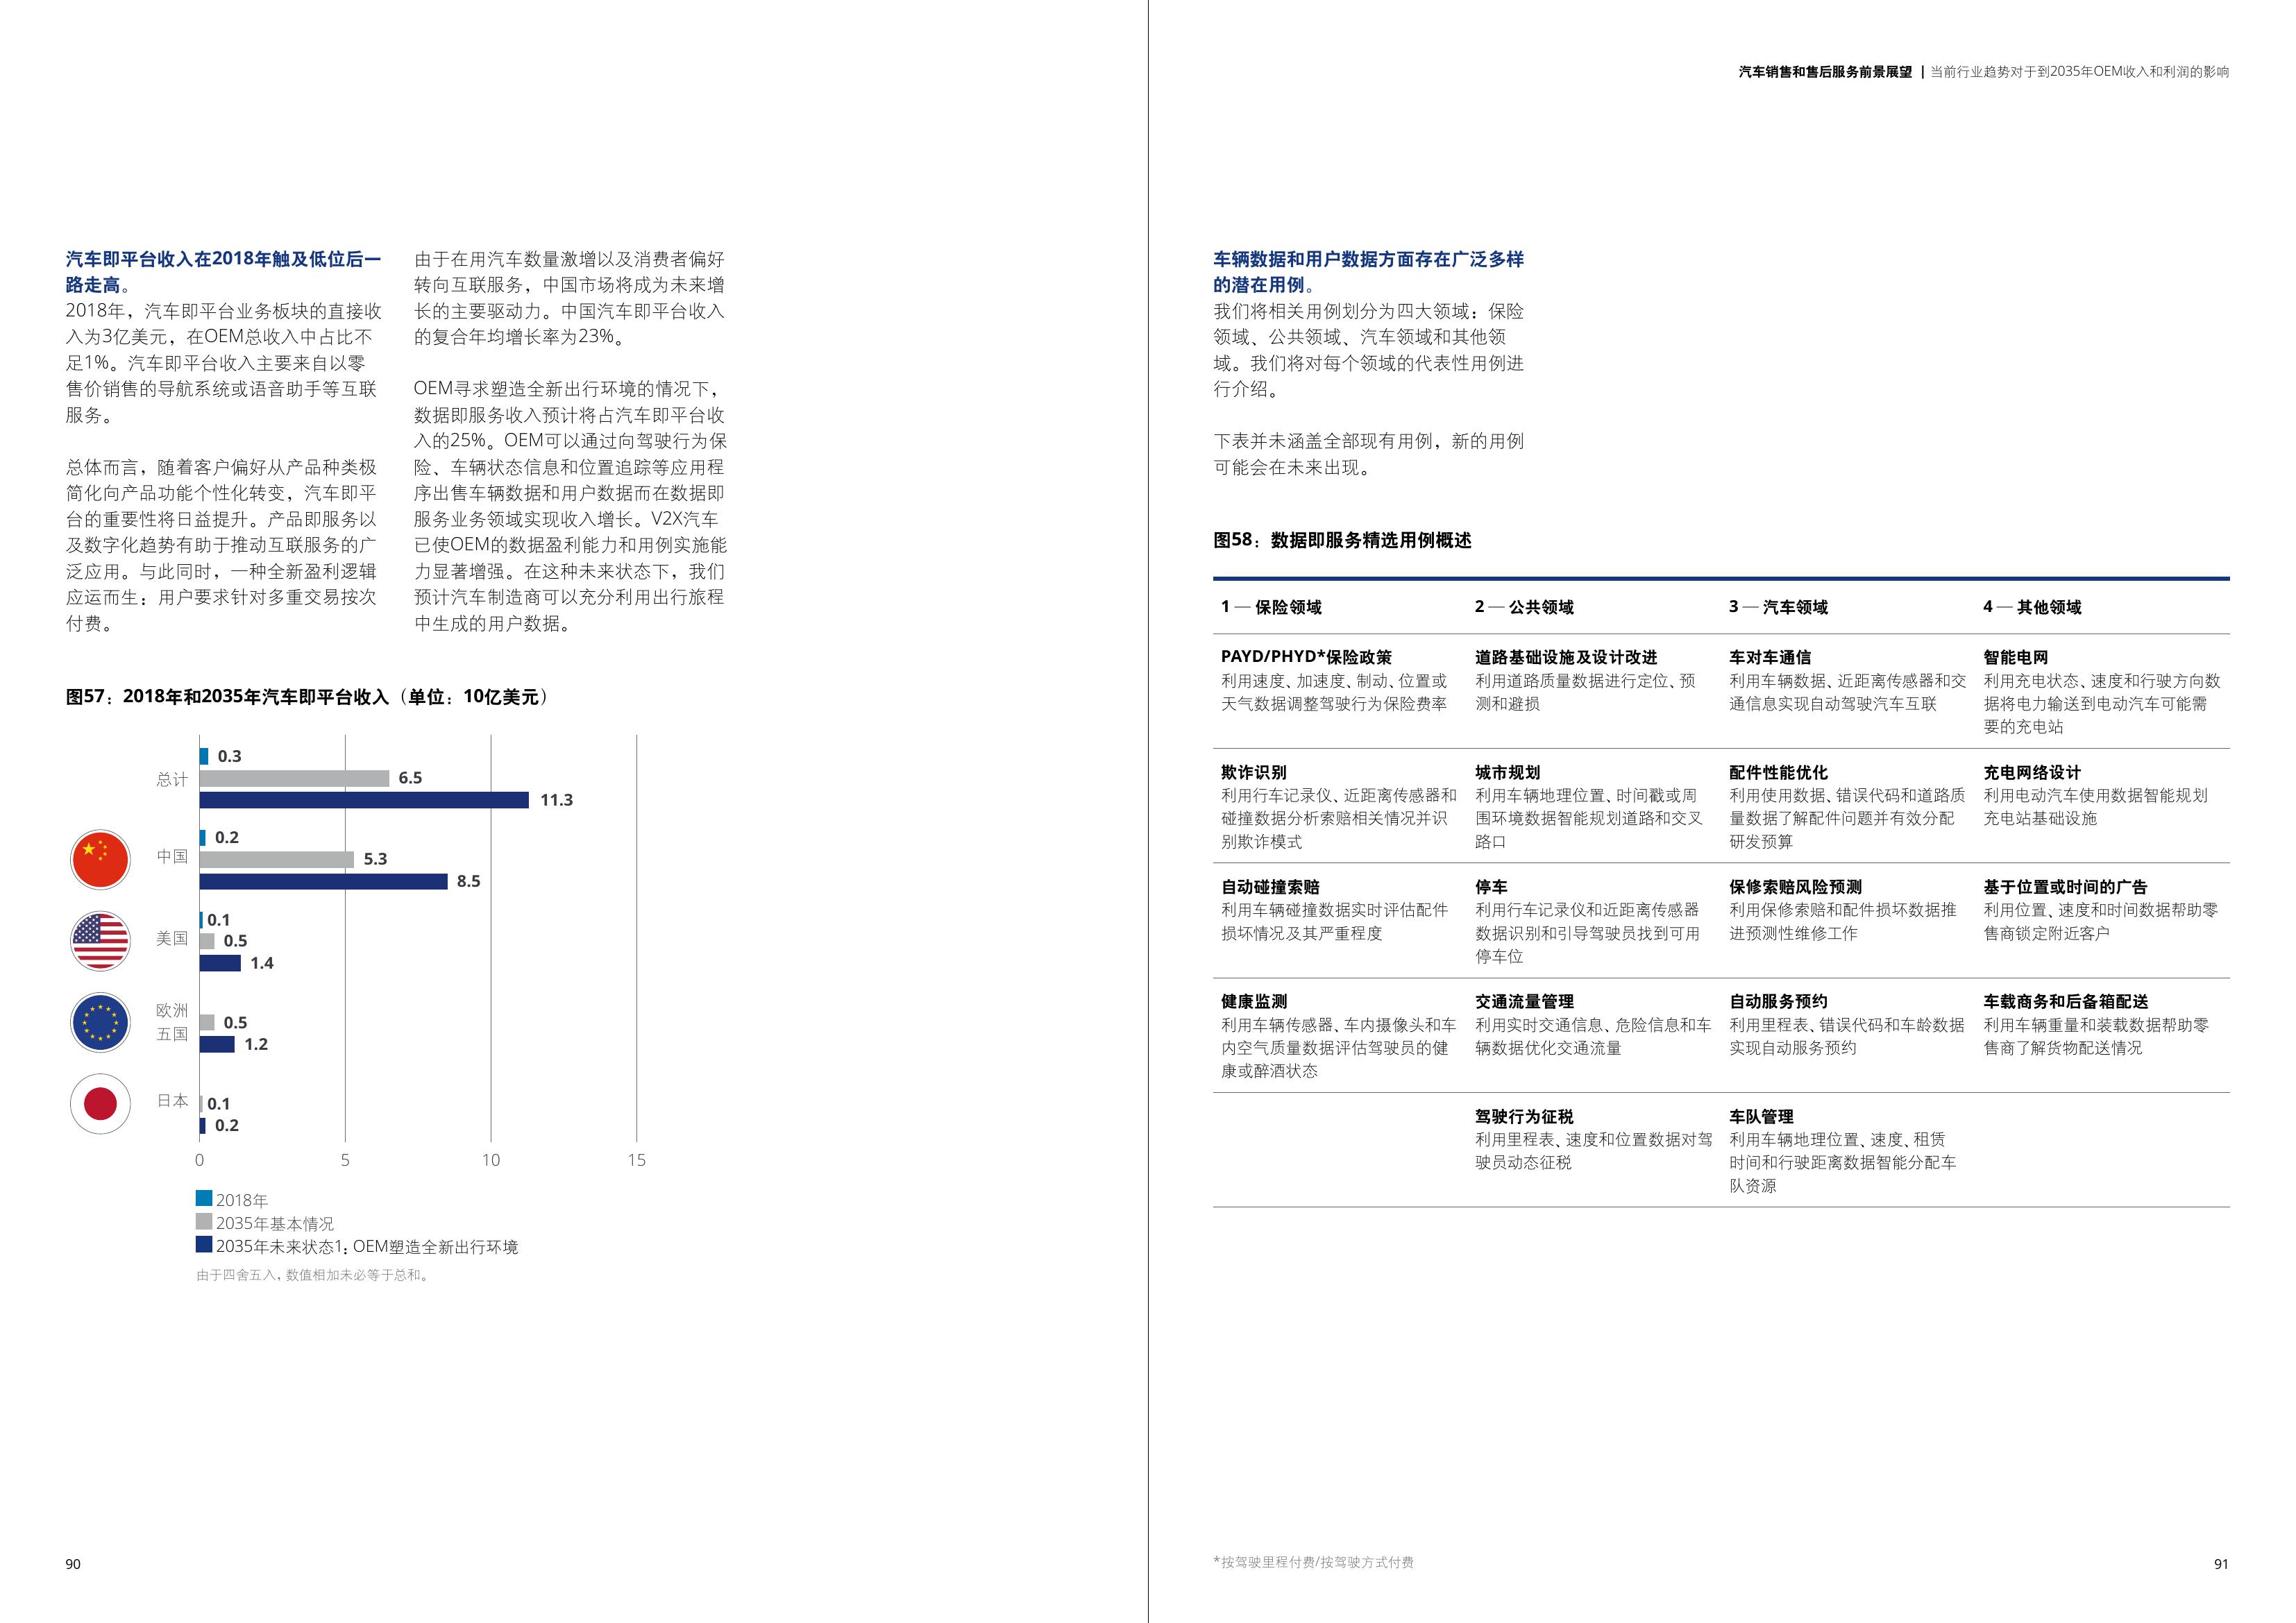 汽车销售和售后服务前景展望 | 当前行业趋势对于到2035年OEM收入和利润的影响
汽车即平台收入在2018年触及低位后一
路走高。
2018年，汽车即平台业务板块的直接收
入为3亿美元，在OEM总收入中占比不
足1%。汽车即平台收入主要来自以零
售价销售的导航系统或语音助手等互联
服务。
总体而言，随着客户偏好从产品种类极
简化向产品功能个性化转变，汽车即平
台的重要性将日益提升。产品即服务以
及数字化趋势有助于推动互联服务的广
泛应用。与此同时，一种全新盈利逻辑
应运而生：用户要求针对多重交易按次
付费。
由于在用汽车数量激增以及消费者偏好
转向互联服务，中国市场将成为未来增
长的主要驱动力。中国汽车即平台收入
的复合年均增长率为23%。
OEM寻求塑造全新出行环境的情况下，
数据即服务收入预计将占汽车即平台收
入的25%。OEM可以通过向驾驶行为保
险、车辆状态信息和位置追踪等应用程
序出售车辆数据和用户数据而在数据即
服务业务领域实现收入增长。V2X汽车
已使OEM的数据盈利能力和用例实施能
力显著增强。在这种未来状态下，我们
预计汽车制造商可以充分利用出行旅程
中生成的用户数据。
图57：2018年和2035年汽车即平台收入（单位：10亿美元）
总计
0.3
6.5
11.3
中国
0.2
5.3
8.5
美国
0.1
0.5
1.4
欧洲
五国
0.5
1.2
日本
0.1
0.2
0 5 10 15
2018年
2035年基本情况
2035年未来状态1：OEM塑造全新出行环境
由于四舍五入，数值相加未必等于总和。
90
车辆数据和用户数据方面存在广泛多样
的潜在用例。
我们将相关用例划分为四大领域：保险
领域、公共领域、汽车领域和其他领
域。我们将对每个领域的代表性用例进
行介绍。
下表并未涵盖全部现有用例，新的用例
可能会在未来出现。
图58：数据即服务精选用例概述
1 — 保险领域
2 — 公共领域
3 — 汽车领域
4 — 其他领域
PAYD/PHYD*保险政策
利用速度、加速度、制动、位置或
天气数据调整驾驶行为保险费率
道路基础设施及设计改进
利用道路质量数据进行定位、预
测和避损
车对车通信
利用车辆数据、近距离传感器和交
通信息实现自动驾驶汽车互联
智能电网
利用充电状态、速度和行驶方向数
据将电力输送到电动汽车可能需
要的充电站
欺诈识别
利用行车记录仪、近距离传感器和
碰撞数据分析索赔相关情况并识
别欺诈模式
城市规划
利用车辆地理位置、时间戳或周
围环境数据智能规划道路和交叉
路口
配件性能优化
利用使用数据、错误代码和道路质
量数据了解配件问题并有效分配
研发预算
充电网络设计
利用电动汽车使用数据智能规划
充电站基础设施
自动碰撞索赔
利用车辆碰撞数据实时评估配件
损坏情况及其严重程度
停车
利用行车记录仪和近距离传感器
数据识别和引导驾驶员找到可用
停车位
保修索赔风险预测
利用保修索赔和配件损坏数据推
进预测性维修工作
基于位置或时间的广告
利用位置、速度和时间数据帮助零
售商锁定附近客户
健康监测
利用车辆传感器、车内摄像头和车
内空气质量数据评估驾驶员的健
康或醉酒状态
交通流量管理
利用实时交通信息、危险信息和车
辆数据优化交通流量
自动服务预约
利用里程表、错误代码和车龄数据
实现自动服务预约
车载商务和后备箱配送
利用车辆重量和装载数据帮助零
售商了解货物配送情况
驾驶行为征税
利用里程表、速度和位置数据对驾
驶员动态征税
车队管理
利用车辆地理位置、速度、租赁
时间和行驶距离数据智能分配车
队资源
*按驾驶里程付费/按驾驶方式付费
91